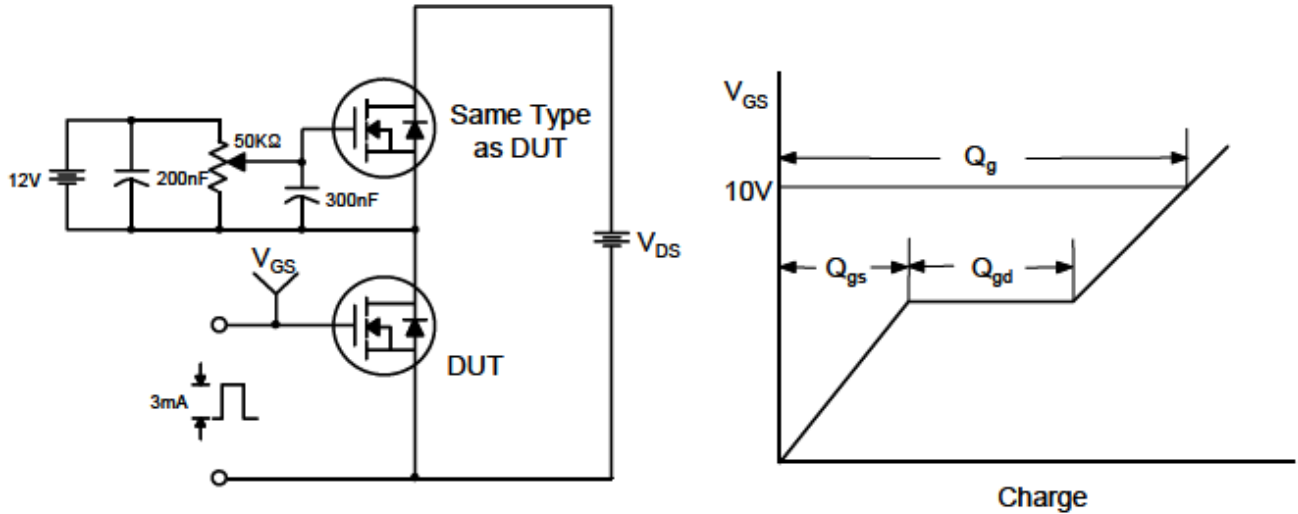 Same Type
as DUT
50KΩ
12V
200nF
300nF
V_GS
V_DS
DUT
3mA
V_GS
Q_g
10V
Q_gs
Q_gd
Charge